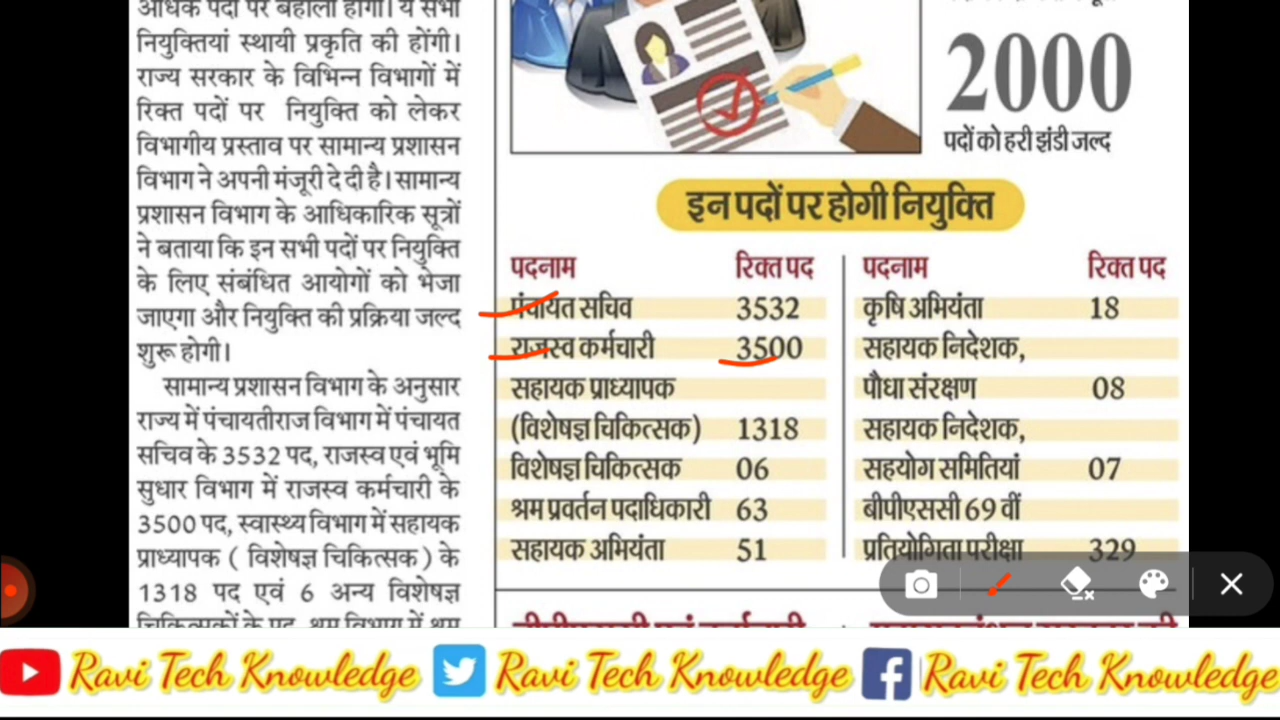 अधिक पदों पर बहाली होगी। ये सभी
नियुक्तियां स्थायी प्रकृति की होंगी।
राज्य सरकार के विभिन्न विभागों में
रिक्त पदों पर नियुक्ति को लेकर
विभागीय प्रस्ताव पर सामान्य प्रशासन
विभाग ने अपनी मंजूरी दे दी है। सामान्य
प्रशासन विभाग के आधिकारिक सूत्रों
ने बताया कि इन सभी पदों पर नियुक्ति
के लिए संबंधित आयोगों को भेजा
जाएगा और नियुक्ति की प्रक्रिया जल्द
शुरू होगी।
सामान्य प्रशासन विभाग के अनुसार
राज्य में पंचायतीराज विभाग में पंचायत
सचिव के 3532 पद, राजस्व एवं भूमि
सुधार विभाग में राजस्व कर्मचारी के
3500 पद, स्वास्थ्य विभाग में सहायक
प्राध्यापक ( विशेषज्ञ चिकित्सक ) के
1318 पद एवं 6 अन्य विशेषज्ञ
चिकित्सकों के पद, श्रम विभाग में श्रम
2000
पदों को हरी झंडी जल्द
इन पदों पर होगी नियुक्ति
पदनाम रिक्त पद
पंचायत सचिव 3532
राजस्व कर्मचारी 3500
सहायक प्राध्यापक
(विशेषज्ञ चिकित्सक) 1318
विशेषज्ञ चिकित्सक 06
श्रम प्रवर्तन पदाधिकारी 63
सहायक अभियंता 51
पदनाम रिक्त पद
कृषि अभियंता 18
सहायक निदेशक,
पौधा संरक्षण 08
सहायक निदेशक,
सहयोग समितियां 07
बीपीएससी 69 वीं
प्रतियोगिता परीक्षा 329
Ravi Tech Knowledge
Ravi Tech Knowledge
Ravi Tech Knowledge